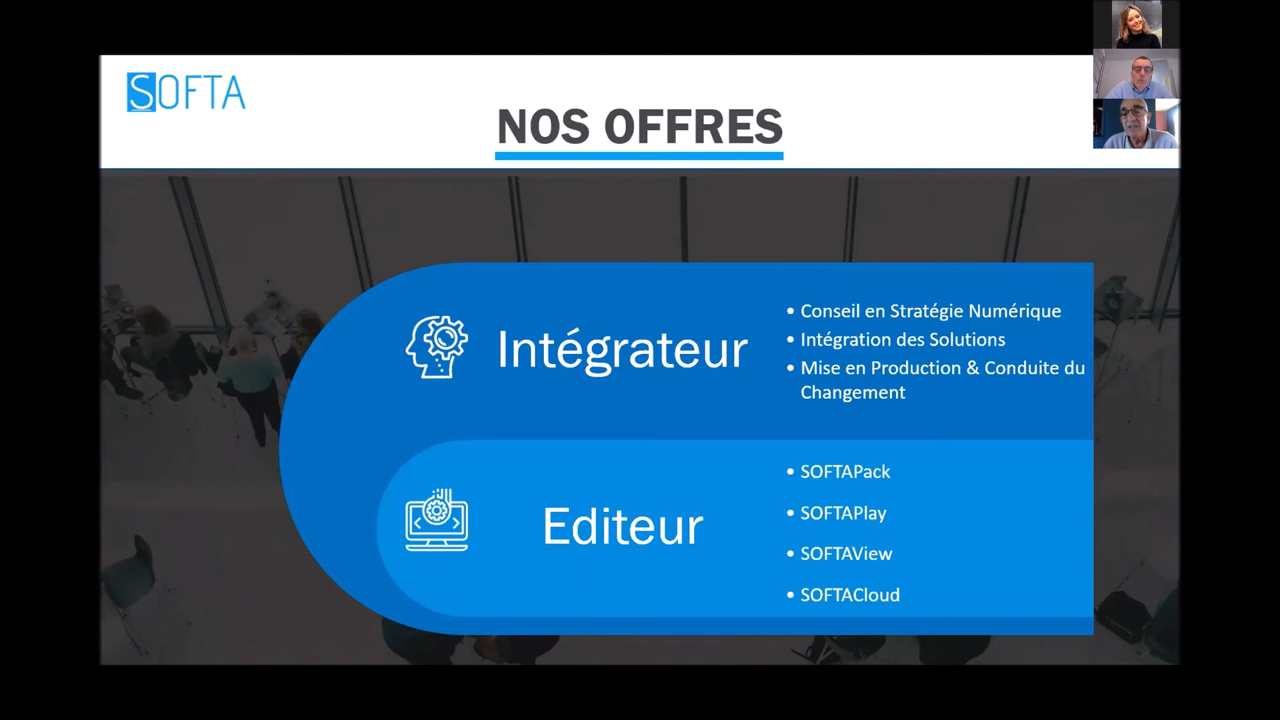 SOFTA
NOS OFFRES
Intégrateur
• Conseil en Stratégie Numérique
• Intégration des Solutions
• Mise en Production & Conduite du
Changement
Editeur
• SOFTAPack
• SOFTAPlay
• SOFTAView
• SOFTACloud